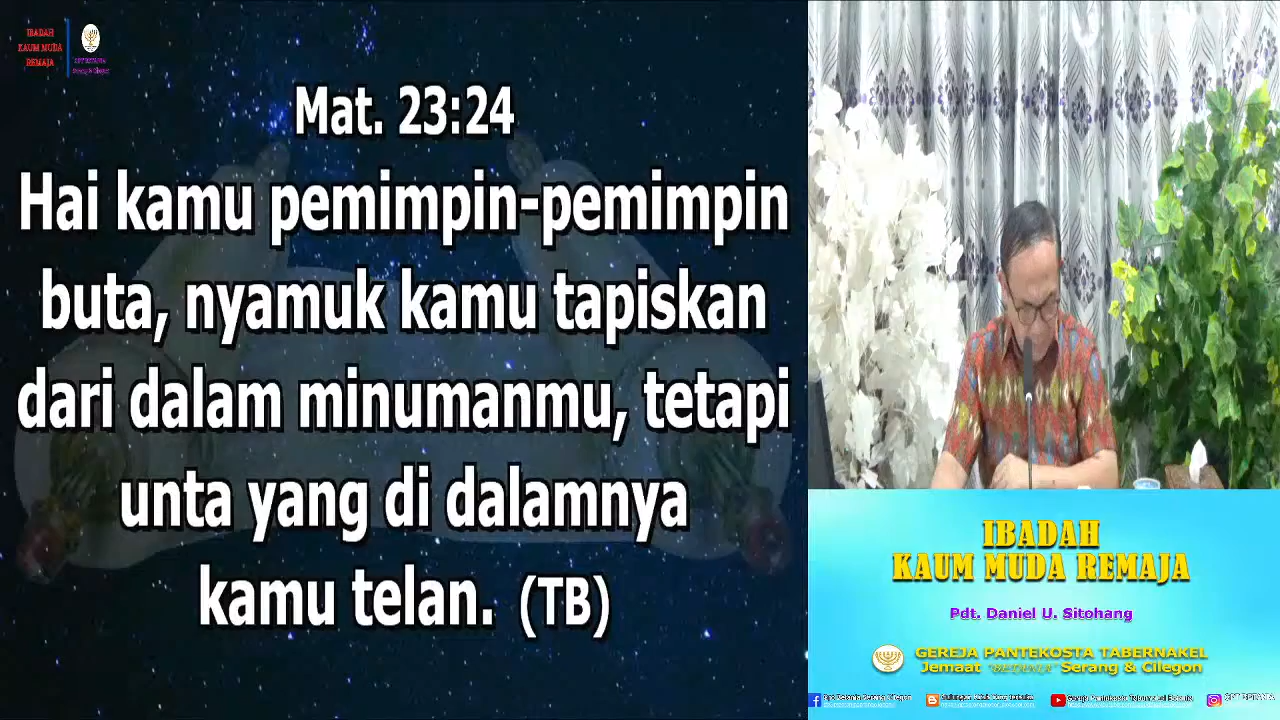 IBADAH
KAUM MUDA
REMAJA
Mat. 23:24
Hai kamu pemimpin-pemimpin
buta, nyamuk kamu tapiskan
dari dalam minumanmu, tetapi
unta yang di dalamnya
kamu telan. (TB)
IBADAH
KAUM MUDA REMAJA
Pdt. Daniel U. Sitohang
GEREJA PANTEKOSTA TABERNAKEL
Jemaat "BETANIA" Serang & Cilegon